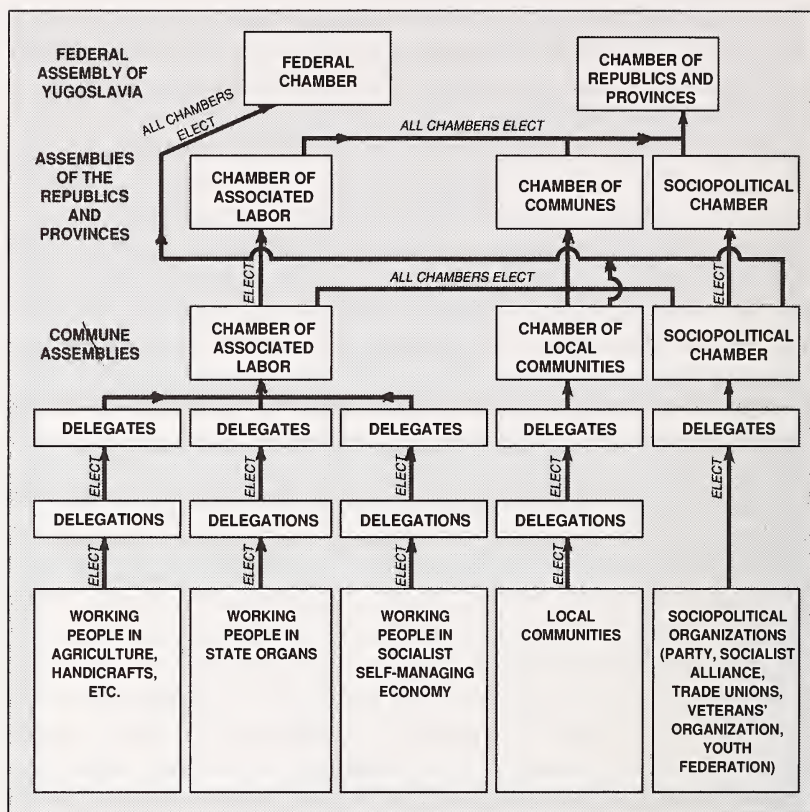 FEDERAL
ASSEMBLY OF
YUGOSLAVIA
FEDERAL
CHAMBER
CHAMBER OF
REPUBLICS AND
PROVINCES
ALL CHAMBERS
ELECT
ALL CHAMBERS ELECT
ASSEMBLIES
OF THE
REPUBLICS
AND
PROVINCES
CHAMBER OF
ASSOCIATED
LABOR
CHAMBER OF
COMMUNES
SOCIOPOLITICAL
CHAMBER
ELECT
ALL CHAMBERS ELECT
ELECT
COMMUNE
ASSEMBLIES
CHAMBER OF
ASSOCIATED
LABOR
CHAMBER OF
LOCAL
COMMUNITIES
SOCIOPOLITICAL
CHAMBER
DELEGATES
DELEGATES
DELEGATES
DELEGATES
DELEGATES
ELECT
ELECT
ELECT
ELECT
ELECT
DELEGATIONS
DELEGATIONS
DELEGATIONS
DELEGATIONS
ELECT
ELECT
ELECT
ELECT
WORKING
PEOPLE IN
AGRICULTURE,
HANDICRAFTS,
ETC.
WORKING
PEOPLE IN
STATE ORGANS
WORKING
PEOPLE IN
SOCIALIST
SELF-MANAGING
ECONOMY
LOCAL
COMMUNITIES
SOCIOPOLITICAL
ORGANIZATIONS
(PARTY, SOCIALIST
ALLIANCE,
TRADE UNIONS,
VETERANS'
ORGANIZATION,
YOUTH
FEDERATION)